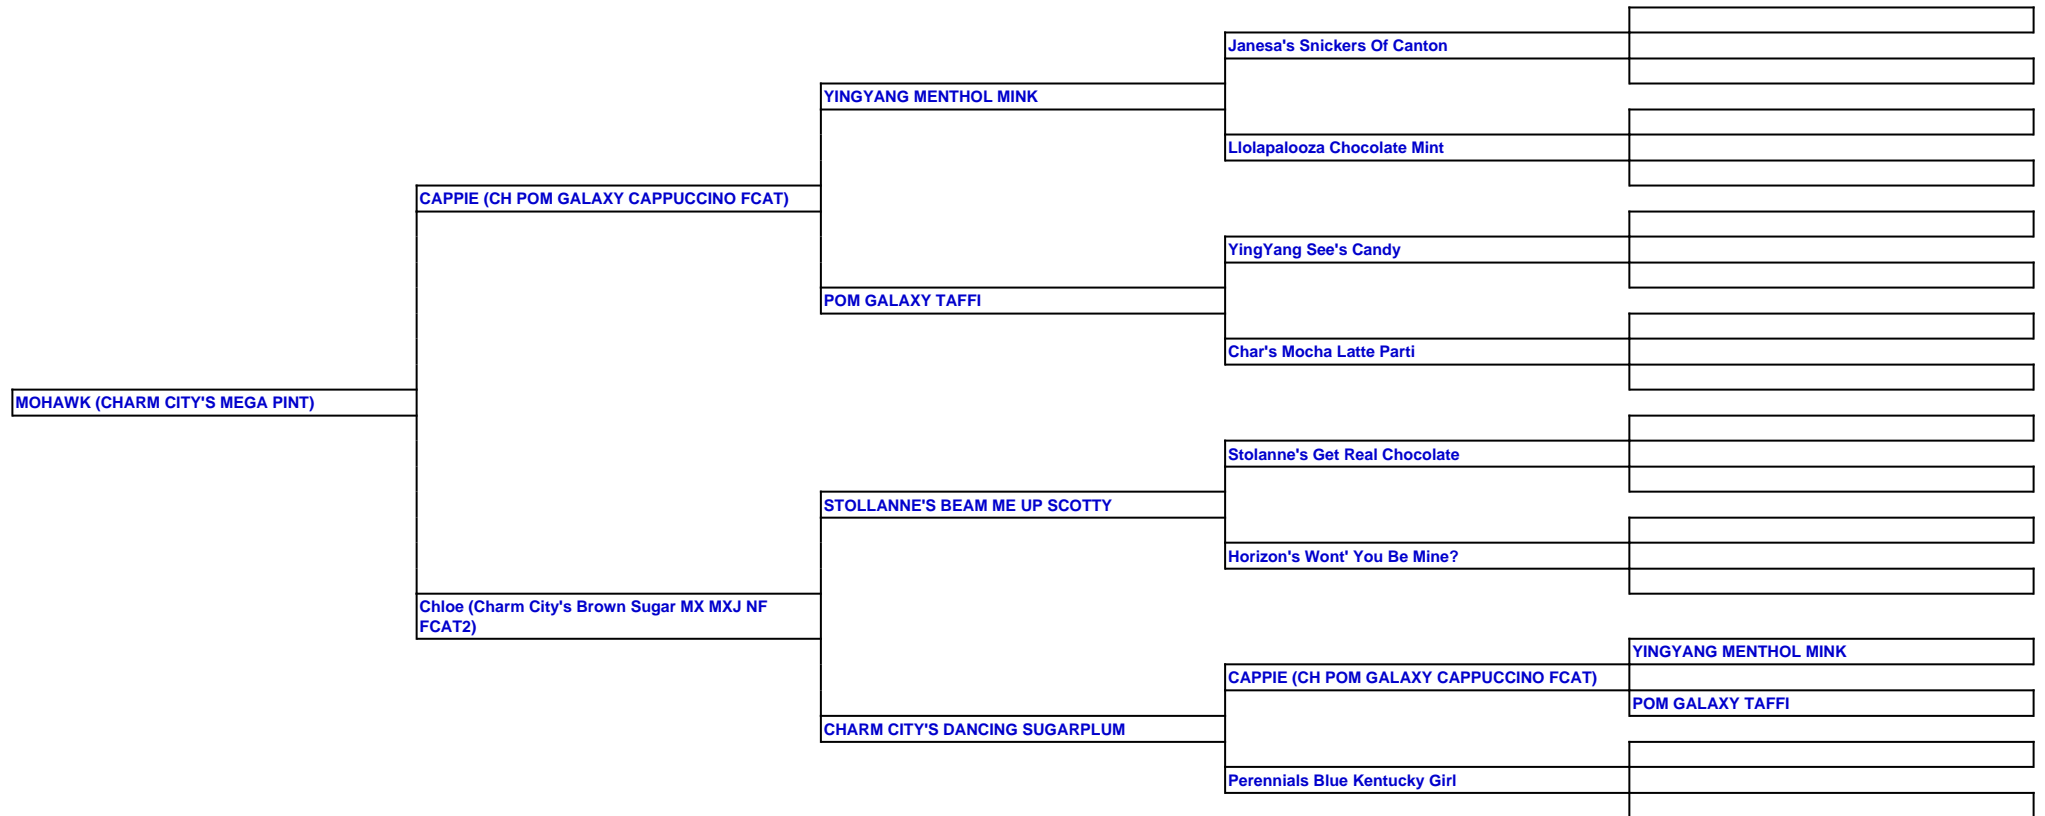 Janesa's Snickers Of Canton
YINGYANG MENTHOL MINK
Llolapalooza Chocolate Mint
CAPPIE (CH POM GALAXY CAPPUCCINO FCAT)
YingYang See's Candy
POM GALAXY TAFFI
Char's Mocha Latte Parti
MOHAWK (CHARM CITY'S MEGA PINT)
Stolanne's Get Real Chocolate
STOLLANNE'S BEAM ME UP SCOTTY
Horizon's Wont' You Be Mine?
Chloe (Charm City's Brown Sugar MX MXJ NF
FCAT2)
YINGYANG MENTHOL MINK
CAPPIE (CH POM GALAXY CAPPUCCINO FCAT)
POM GALAXY TAFFI
CHARM CITY'S DANCING SUGARPLUM
Perennials Blue Kentucky Girl